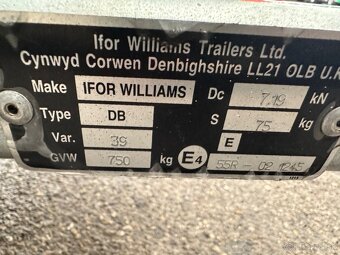 Ifor Williams Trailers Ltd.
Cynwyd Corwen Denbighshire LL21 OLB U.K
Make IFOR WILLIAMS Dc 7.19 kN
Type DB S 75 kg
Var. 39 E
GVW 750 kg E4 55R - 02 1245